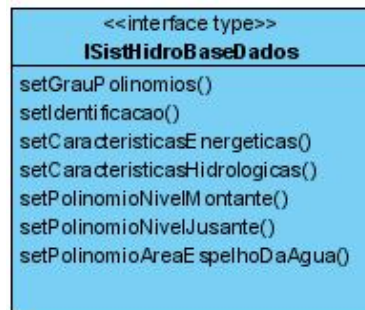 <<interface type>>
ISistHidroBaseDados
setGrauPolinomios()
setIdentificacao()
setCaracteristicasEnergeticas()
setCaracteristicasHidrologicas()
setPolinomioNivelMontante()
setPolinomioNivelJusante()
setPolinomioAreaEspelhoDaAgua()